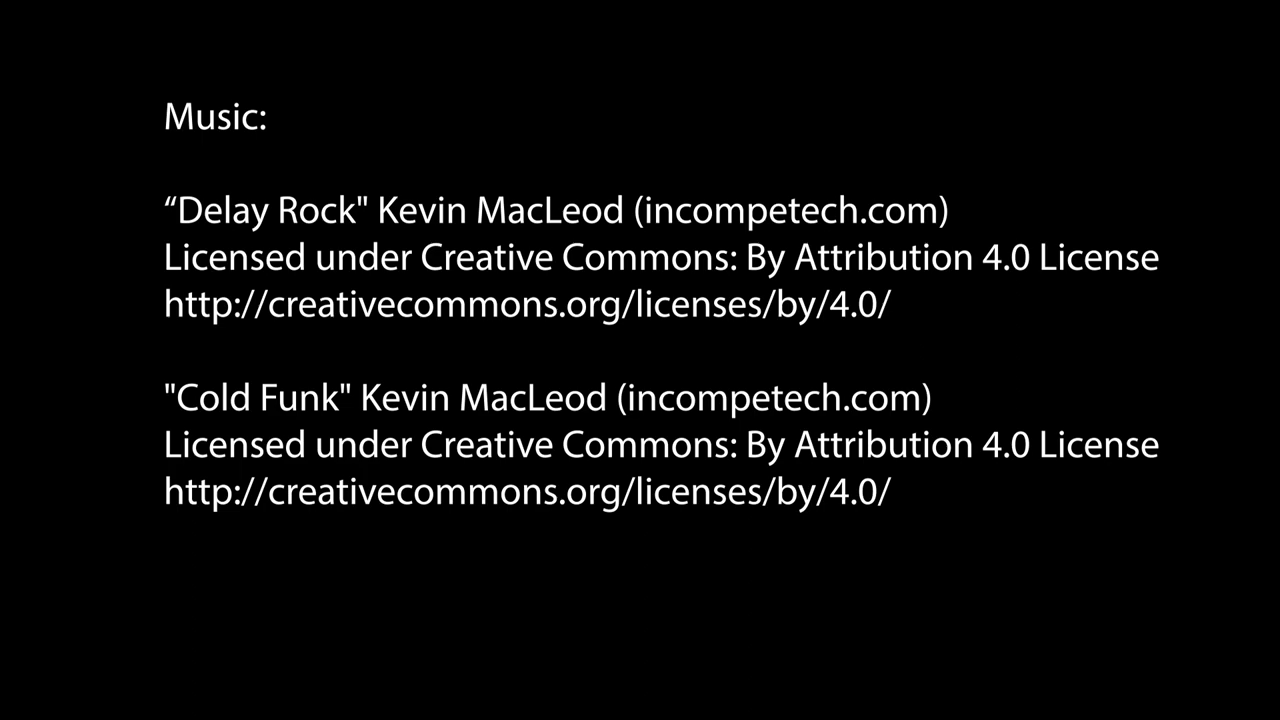 Music:
“Delay Rock" Kevin MacLeod (incompetech.com)
Licensed under Creative Commons: By Attribution 4.0 License
http://creativecommons.org/licenses/by/4.0/
"Cold Funk" Kevin MacLeod (incompetech.com)
Licensed under Creative Commons: By Attribution 4.0 License
http://creativecommons.org/licenses/by/4.0/